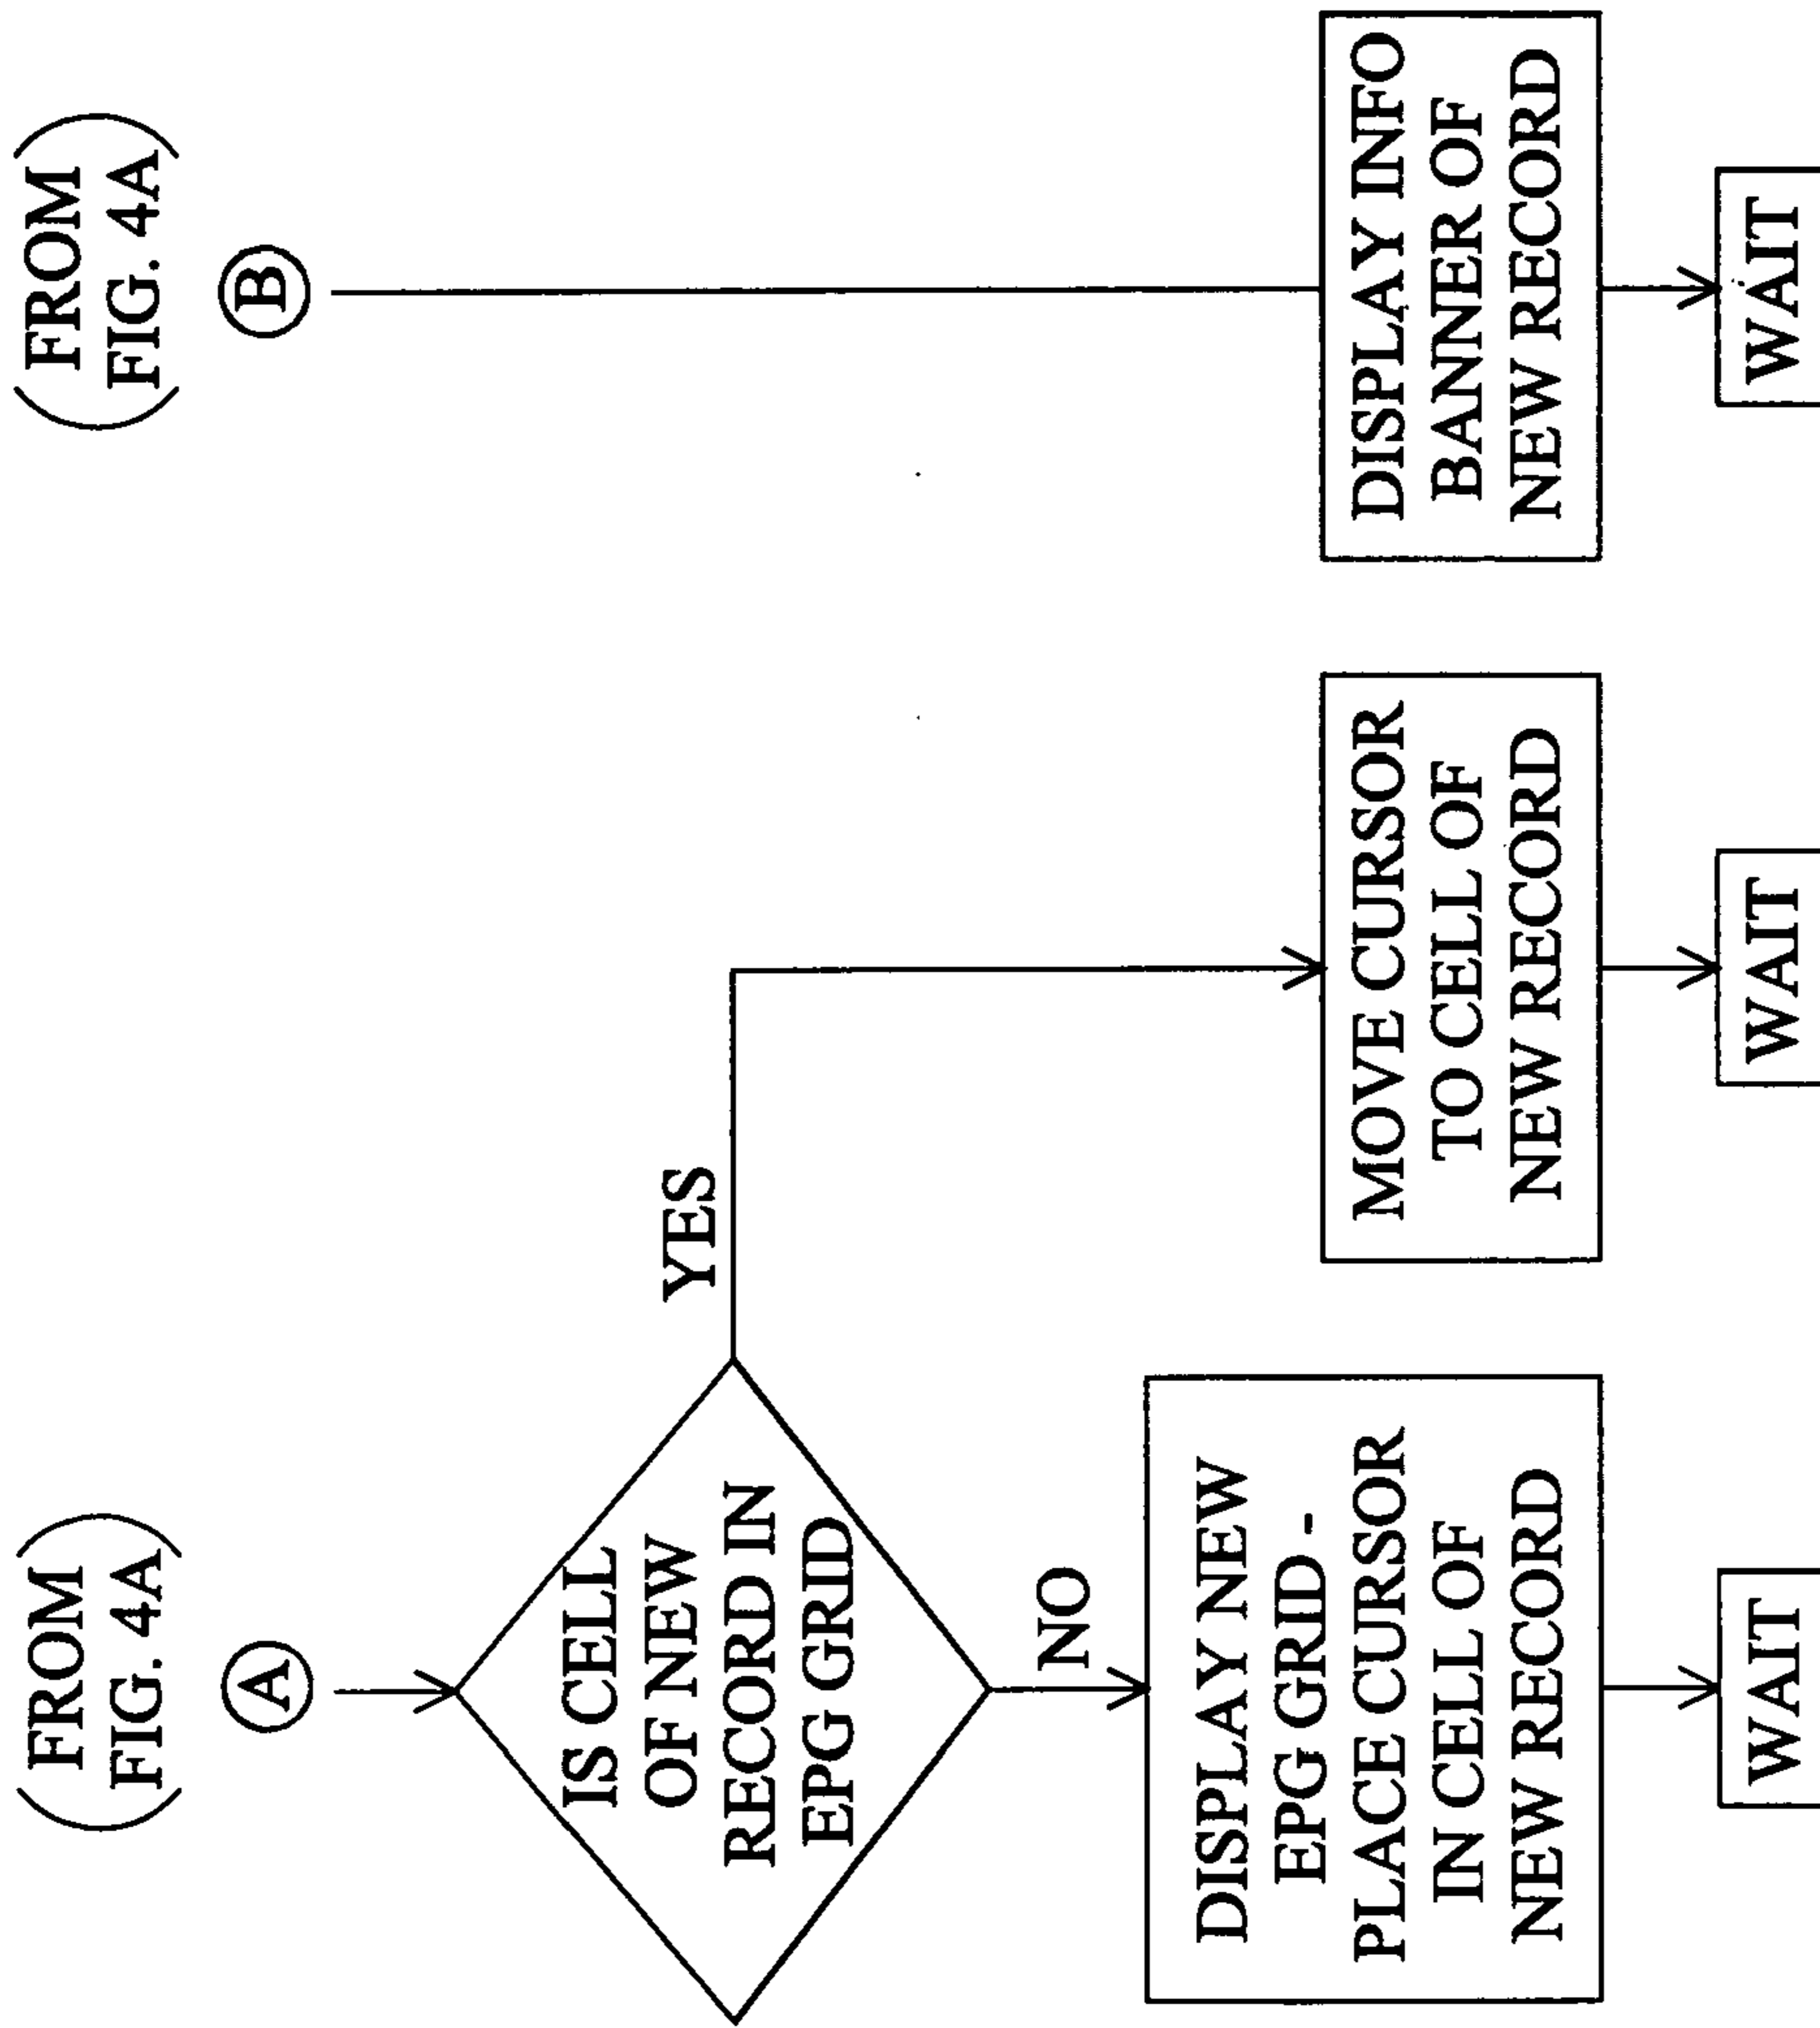 (FROM
FIG. 4A)
A
IS CELL
OF NEW
RECORD IN
EPG GRID
YES
NO
DISPLAY NEW
EPG GRID -
PLACE CURSOR
IN CELL OF
NEW RECORD
WAIT
MOVE CURSOR
TO CELL OF
NEW RECORD
WAIT
(FROM
FIG. 4A)
B
DISPLAY INFO
BANNER OF
NEW RECORD
WAIT